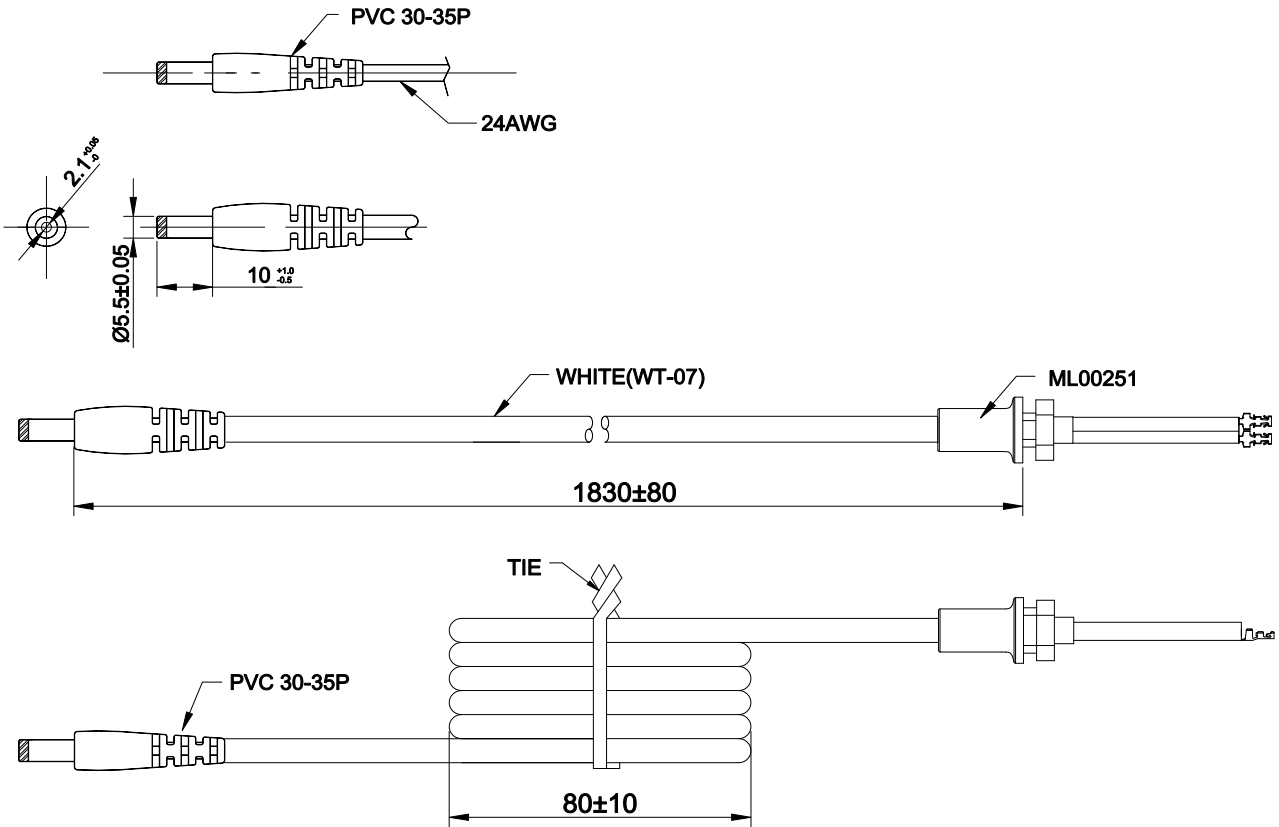 PVC 30-35P
24AWG
2.1 +0.05 -0
Ø5.5±0.05
10 +1.0 -0.5
WHITE(WT-07)
ML00251
1830±80
TIE
PVC 30-35P
80±10